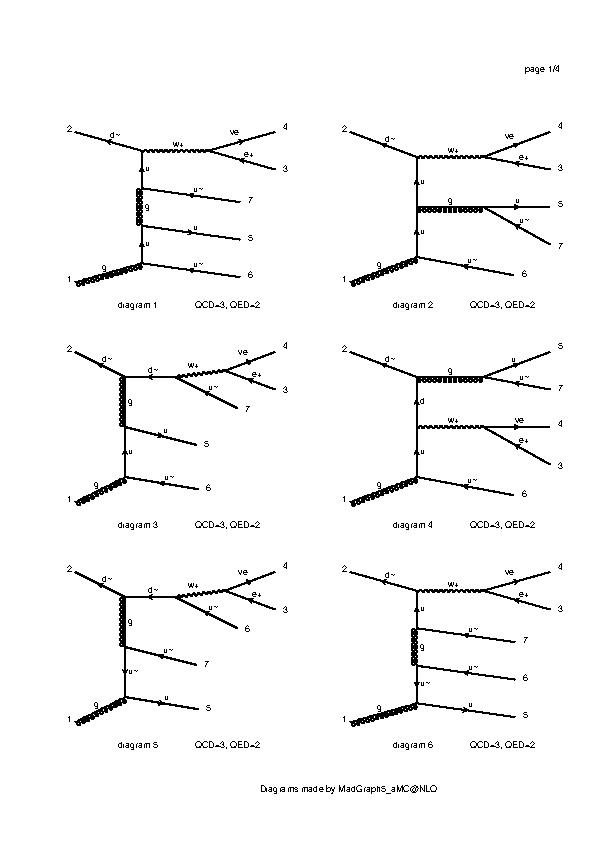 page 1/4
2 d~ w+ ve 4
e+ 3
u
u~ 7
g
u 5
u
g u~ 6
1
diagram 1 QCD=3, QED=2
2 d~ w+ ve 4
e+ 3
u
g u 5
u~ 7
u
g u~ 6
1
diagram 2 QCD=3, QED=2
2 d~ d~ w+ ve 4
e+ 3
u~ 7
g
u 5
u
g u~ 6
1
diagram 3 QCD=3, QED=2
2 d~ g u 5
u~ 7
d
w+ ve 4
e+ 3
u
g u~ 6
1
diagram 4 QCD=3, QED=2
2 d~ d~ w+ ve 4
e+ 3
u~ 6
g
u~ 7
u~
g u 5
1
diagram 5 QCD=3, QED=2
2 d~ w+ ve 4
e+ 3
u
u~ 7
g
u~ 6
u~
g u 5
1
diagram 6 QCD=3, QED=2
Diagrams made by MadGraph5_aMC@NLO